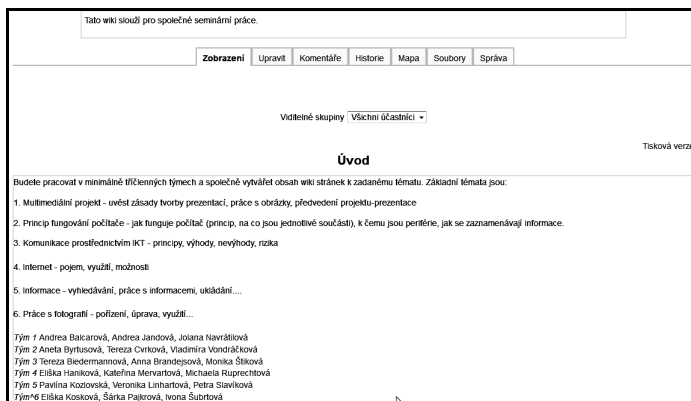 Tato wiki slouží pro společné seminární práce.
Zobrazení Upravit Komentáře Historie Mapa Soubory Správa
Viditelné skupiny Všichni účastníci
Tisková verze
Úvod
Budete pracovat v minimálně tříčlenných týmech a společně vytvářet obsah wiki stránek k zadanému tématu. Základní témata jsou:
1. Multimediální projekt - uvést zásady tvorby prezentací, práce s obrázky, předvedení projektu-prezentace
2. Princip fungování počítače - jak funguje počítač (princip, na co jsou jednotlivé součásti), k čemu jsou periférie, jak se zaznamenávají informace.
3. Komunikace prostřednictvím IKT - principy, výhody, nevýhody, rizika
4. Internet - pojem, využití, možnosti
5. Informace - vyhledávání, práce s informacemi, ukládání....
6. Práce s fotografií - pořízení, úprava, využití...
Tým 1 Andrea Balcarová, Andrea Jandová, Jolana Navrátilová
Tým 2 Aneta Byrtusová, Tereza Cvrková, Vladimíra Vondráčková
Tým 3 Tereza Biedermannová, Anna Brandejsová, Monika Štiková
Tým 4 Eliška Haniková, Kateřina Mervartová, Michaela Ruprechtová
Tým 5 Pavlína Kozlovská, Veronika Linhartová, Petra Slavíková
Tým^6 Eliška Kosková, Šárka Pajkrová, Ivona Šubrtová